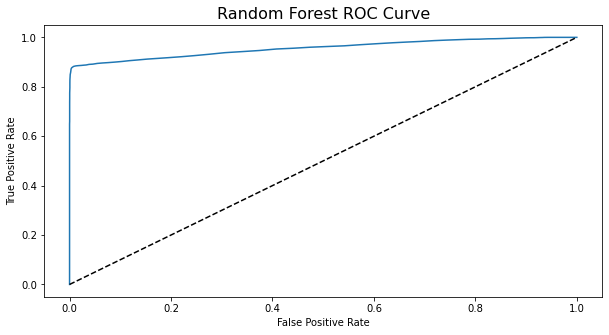 Random Forest ROC Curve
True Positive Rate
1.0
0.8
0.6
0.4
0.2
0.0
0.0 0.2 0.4 0.6 0.8 1.0
False Positive Rate